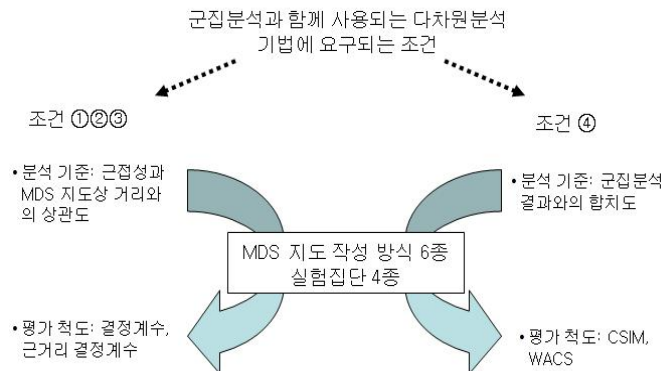 군집분석과 함께 사용되는 다차원분석
기법에 요구되는 조건
조건 ①②③
조건 ④
• 분석 기준: 근접성과
MDS 지도상 거리와
의 상관도
• 분석 기준: 군집분석
결과와의 합치도
MDS 지도 작성 방식 6종
실험집단 4종
• 평가 척도: 결정계수,
근거리 결정계수
• 평가 척도: CSIM,
WACS